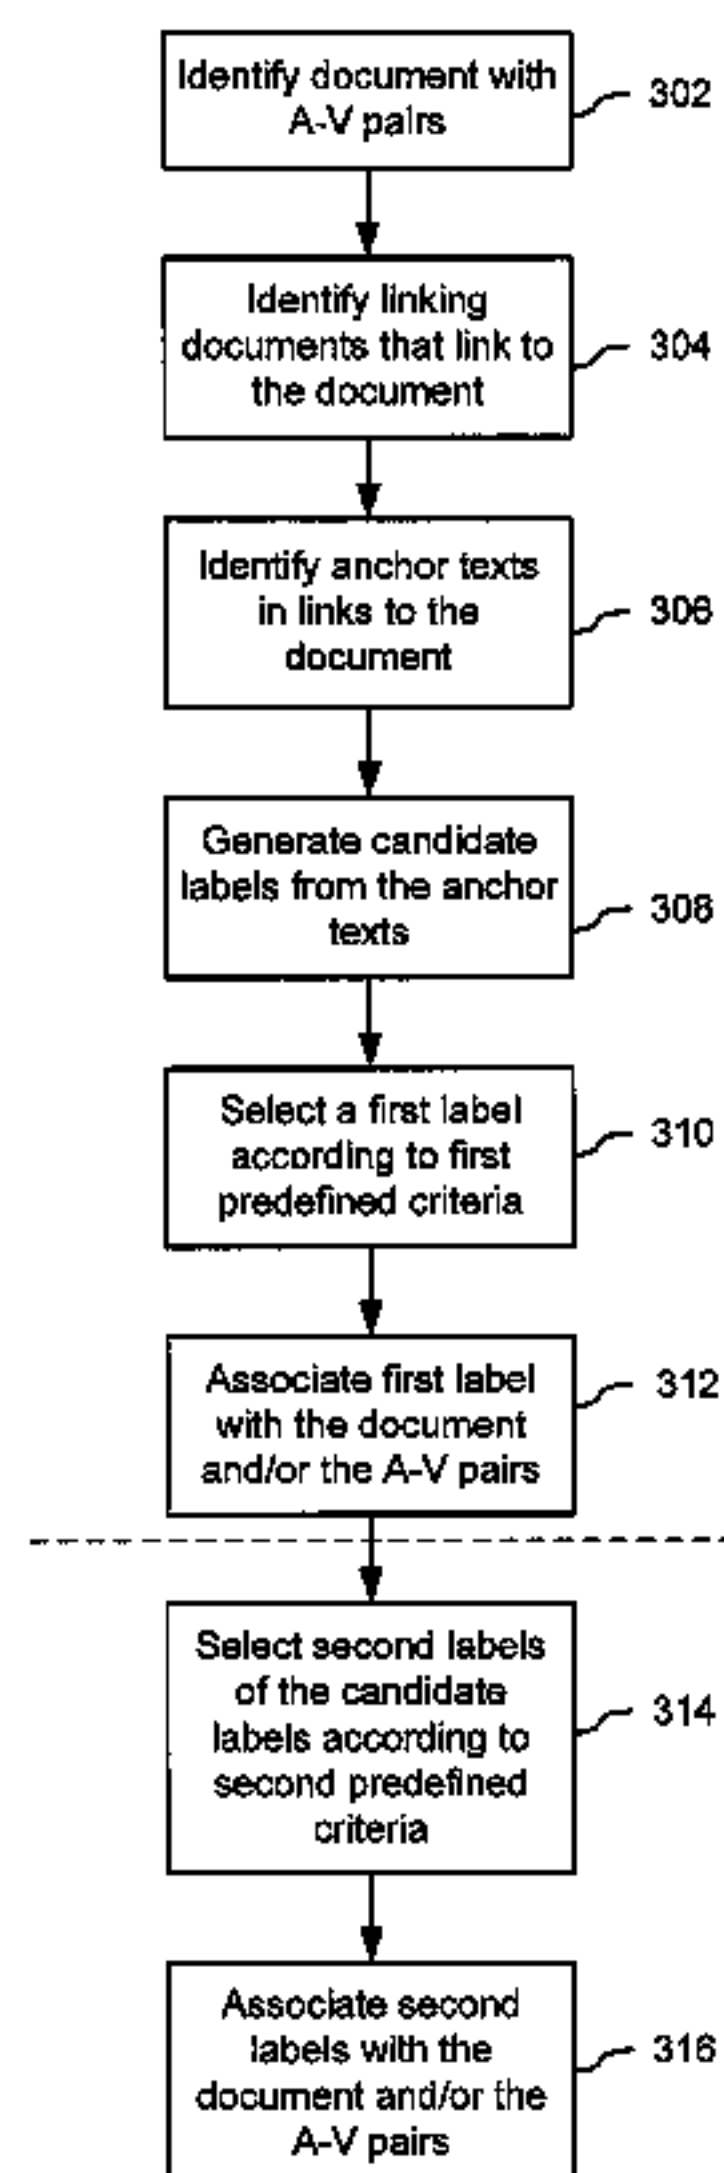 Identify document with
A-V pairs
302
Identify linking
documents that link to
the document
304
Identify anchor texts
in links to the
document
306
Generate candidate
labels from the anchor
texts
308
Select a first label
according to first
predefined criteria
310
Associate first label
with the document
and/or the A-V pairs
312
Select second labels
of the candidate
labels according to
second predefined
criteria
314
Associate second
labels with the
document and/or the
A-V pairs
316